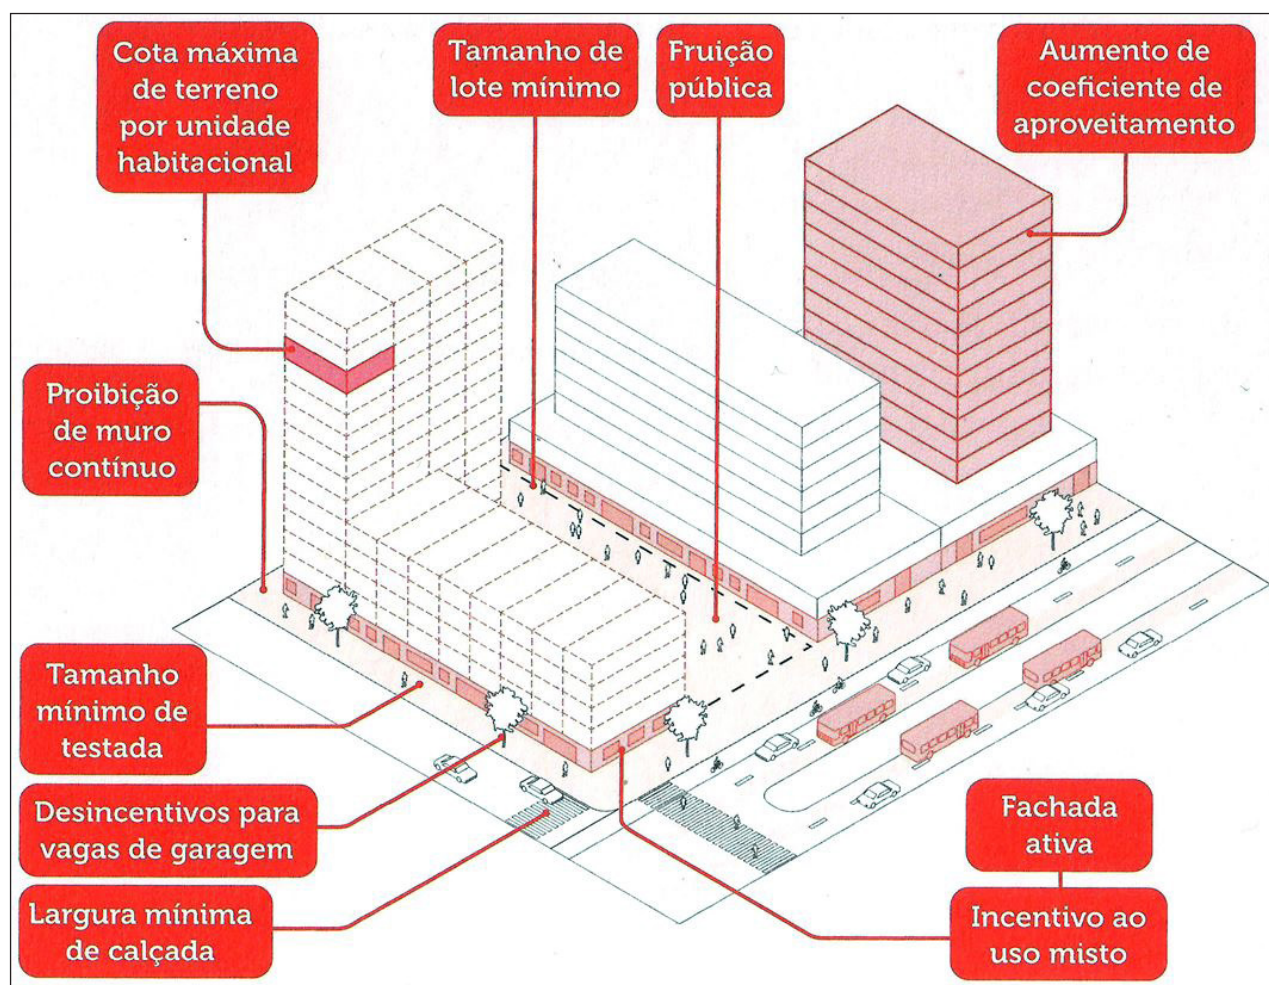 Cota máxima
de terreno
por unidade
habitacional
Tamanho de
lote mínimo
Fruição
pública
Aumento de
coeficiente de
aproveitamento
Proibição
de muro
contínuo
Tamanho
mínimo de
testada
Desincentivos para
vagas de garagem
Largura mínima
de calçada
Fachada
ativa
Incentivo ao
uso misto